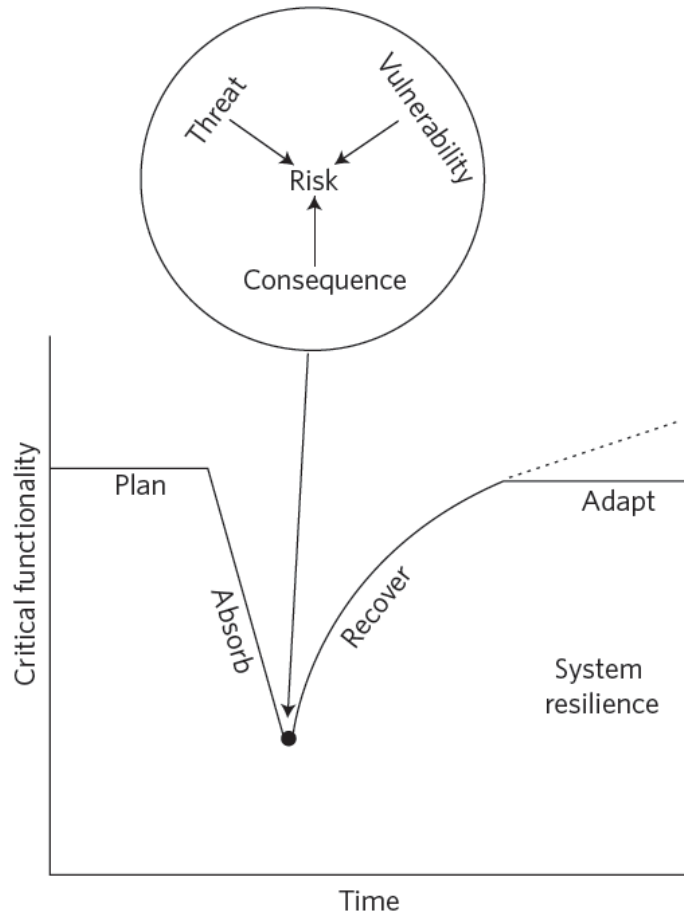 Threat
Vulnerability
Risk
Consequence
Critical functionality
Plan
Absorb
Recover
Adapt
System
resilience
Time